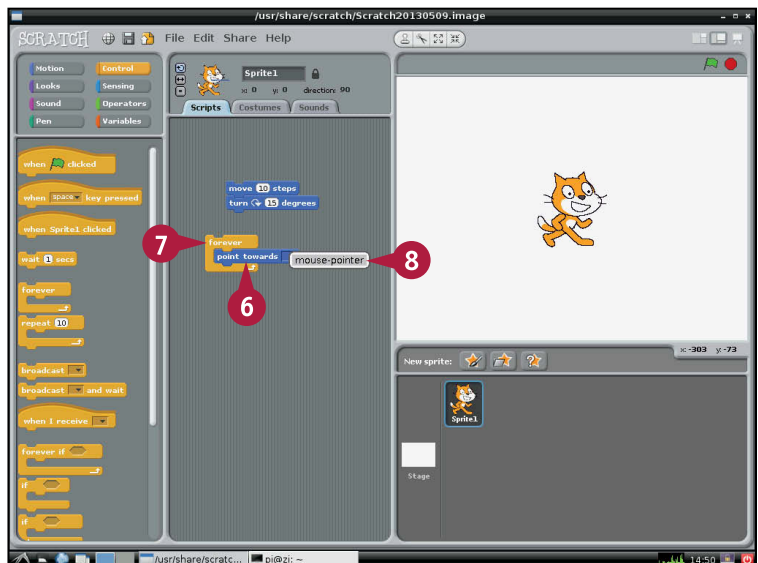 /usr/share/scratch/Scratch20130509.image
SCRATCH File Edit Share Help
Motion Control
Looks Sensing
Sound Operators
Pen Variables
Sprite1
x: 0 y: 0 direction: 90
Scripts Costumes Sounds
when clicked
when space key pressed
when Sprite1 clicked
wait 1 secs
forever
repeat 10
broadcast
broadcast and wait
when I receive
forever if
if
if
move 10 steps
turn 15 degrees
7
forever
point towards
mouse-pointer
8
6
x: -303 y: -73
New sprite:
Sprite1
Stage
/usr/share/scratc...
pi@zi: ~
14:50